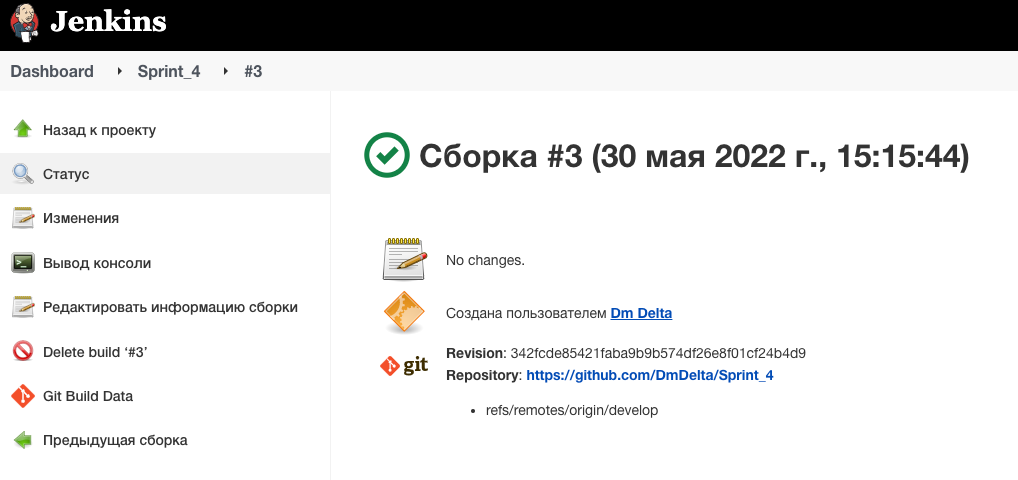 Jenkins
Dashboard
Sprint_4
#3
Назад к проекту
Статус
Изменения
Вывод консоли
Редактировать информацию сборки
Delete build ‘#3’
Git Build Data
Предыдущая сборка
Сборка #3 (30 мая 2022 г., 15:15:44)
No changes.
Создана пользователем Dm Delta
git
Revision: 342fcde85421faba9b9b574df26e8f01cf24b4d9
Repository: https://github.com/DmDelta/Sprint_4
refs/remotes/origin/develop